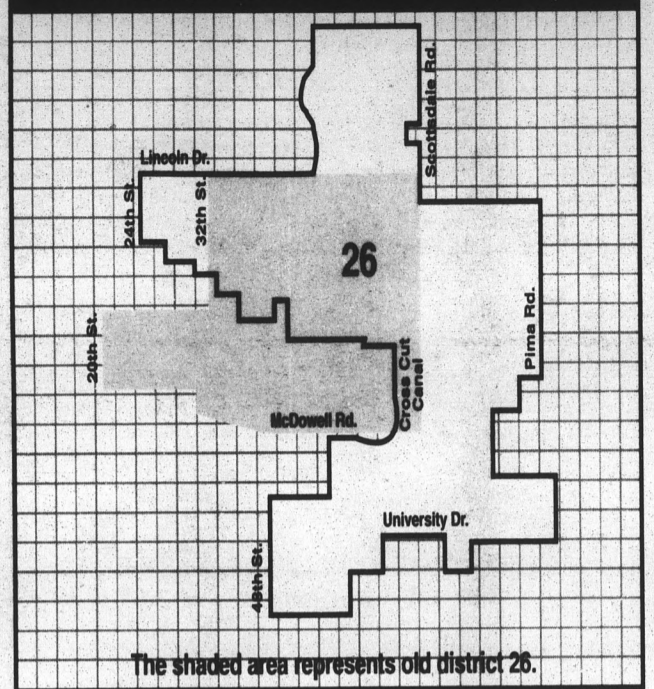 Scottsdale Rd.
Lincoln Dr.
24th St.
32th St.
26
Pima Rd.
20th St.
Cross Cut
Canal
McDowell Rd.
University Dr.
48th St.
The shaded area represents old district 26.